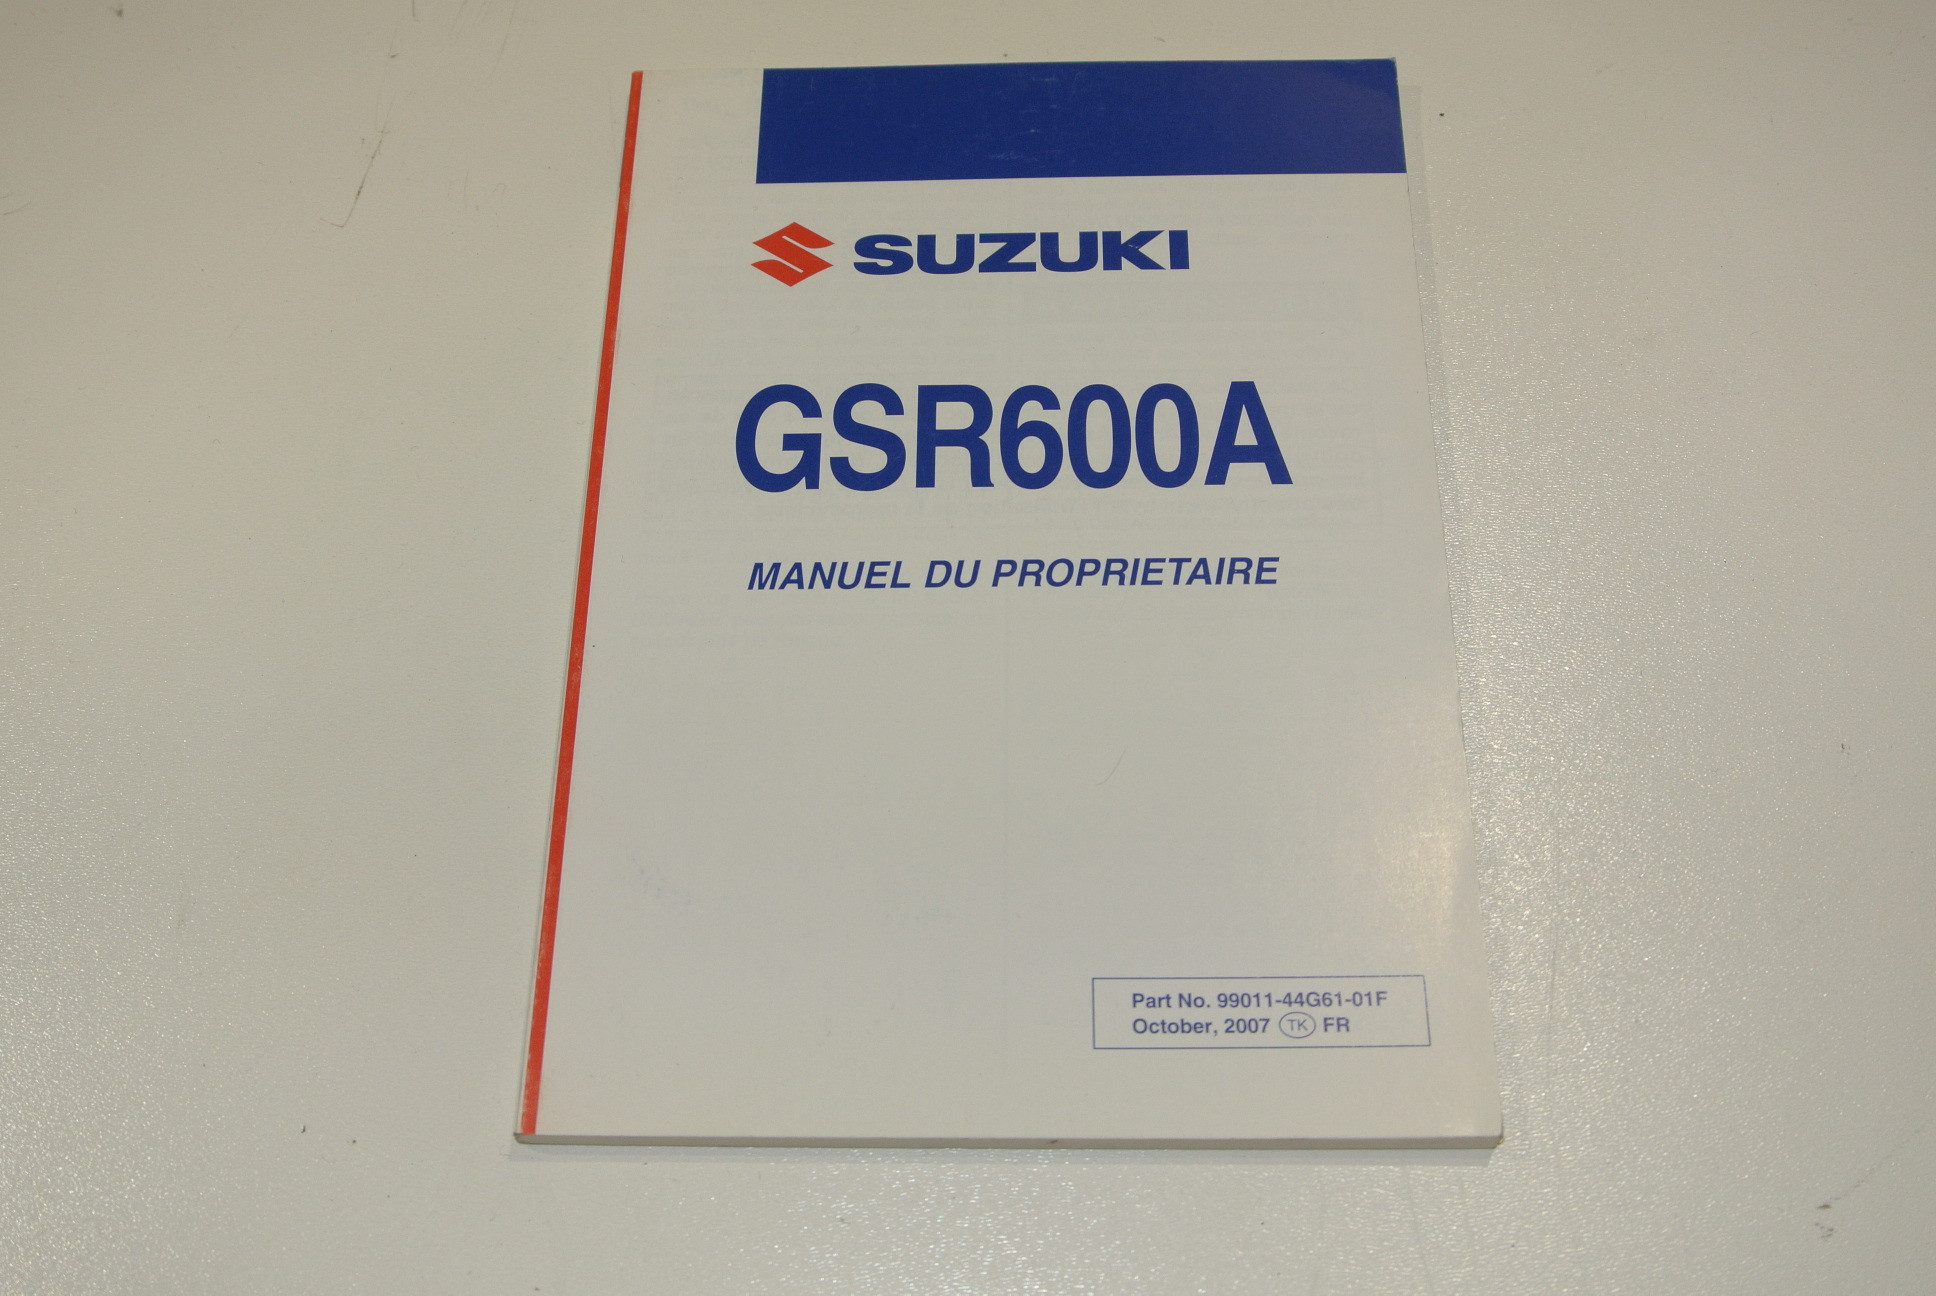 SUZUKI
GSR600A
MANUEL DU PROPRIETAIRE
Part No. 99011-44G61-01F
October, 2007 TK FR